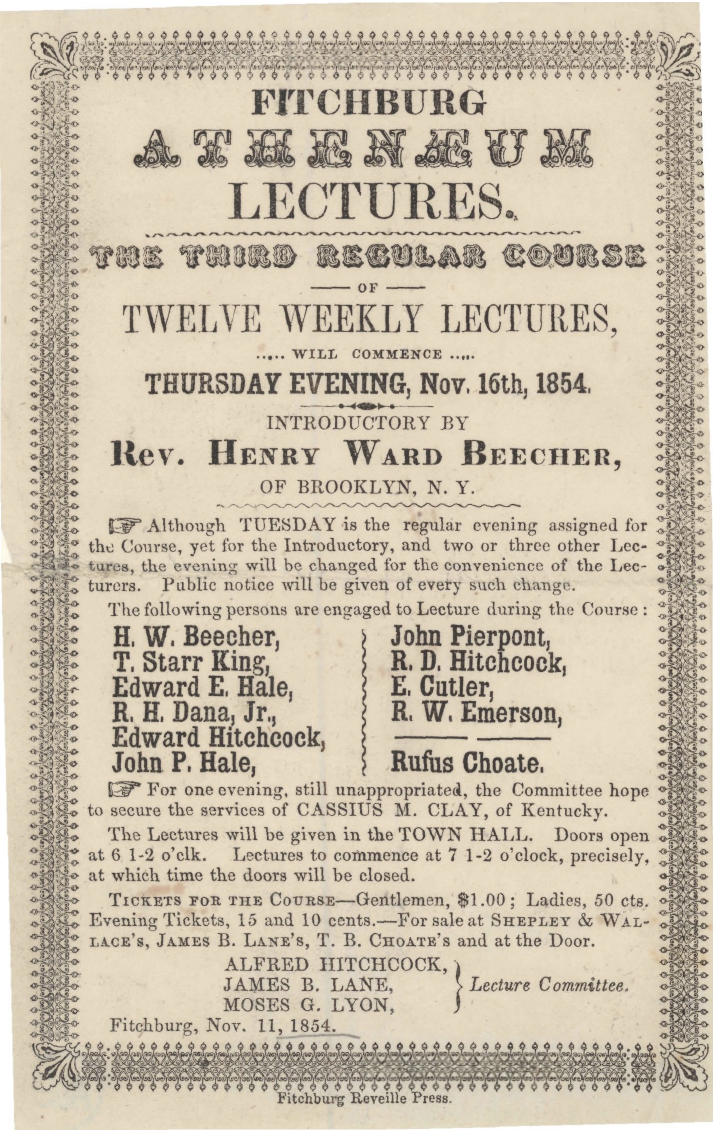 FITCHBURG
ATHENÆUM
LECTURES.
THE THIRD REGULAR COURSE
OF
TWELVE WEEKLY LECTURES,
..... WILL COMMENCE .....
THURSDAY EVENING, Nov. 16th, 1854.
INTRODUCTORY BY
Rev. HENRY WARD BEECHER,
OF BROOKLYN, N. Y.
☞ Although TUESDAY is the regular evening assigned for
the Course, yet for the Introductory, and two or three other Lec-
tures, the evening will be changed for the convenience of the Lec-
turers. Public notice will be given of every such change.
The following persons are engaged to Lecture during the Course:
H. W. Beecher,
T. Starr King,
Edward E. Hale,
R. H. Dana, Jr.,
Edward Hitchcock,
John P. Hale,
John Pierpont,
R. D. Hitchcock,
E. Cutler,
R. W. Emerson,
Rufus Choate.
☞ For one evening, still unappropriated, the Committee hope
to secure the services of CASSIUS M. CLAY, of Kentucky.
The Lectures will be given in the TOWN HALL. Doors open
at 6 1-2 o'clk. Lectures to commence at 7 1-2 o'clock, precisely,
at which time the doors will be closed.
TICKETS FOR THE COURSE—Gentlemen, $1.00; Ladies, 50 cts.
Evening Tickets, 15 and 10 cents.—For sale at SHEPLEY & WAL-
LACE'S, JAMES B. LANE'S, T. B. CHOATE'S and at the Door.
ALFRED HITCHCOCK,
JAMES B. LANE,
MOSES G. LYON,
Lecture Committee.
Fitchburg, Nov. 11, 1854.
Fitchburg Reveille Press.